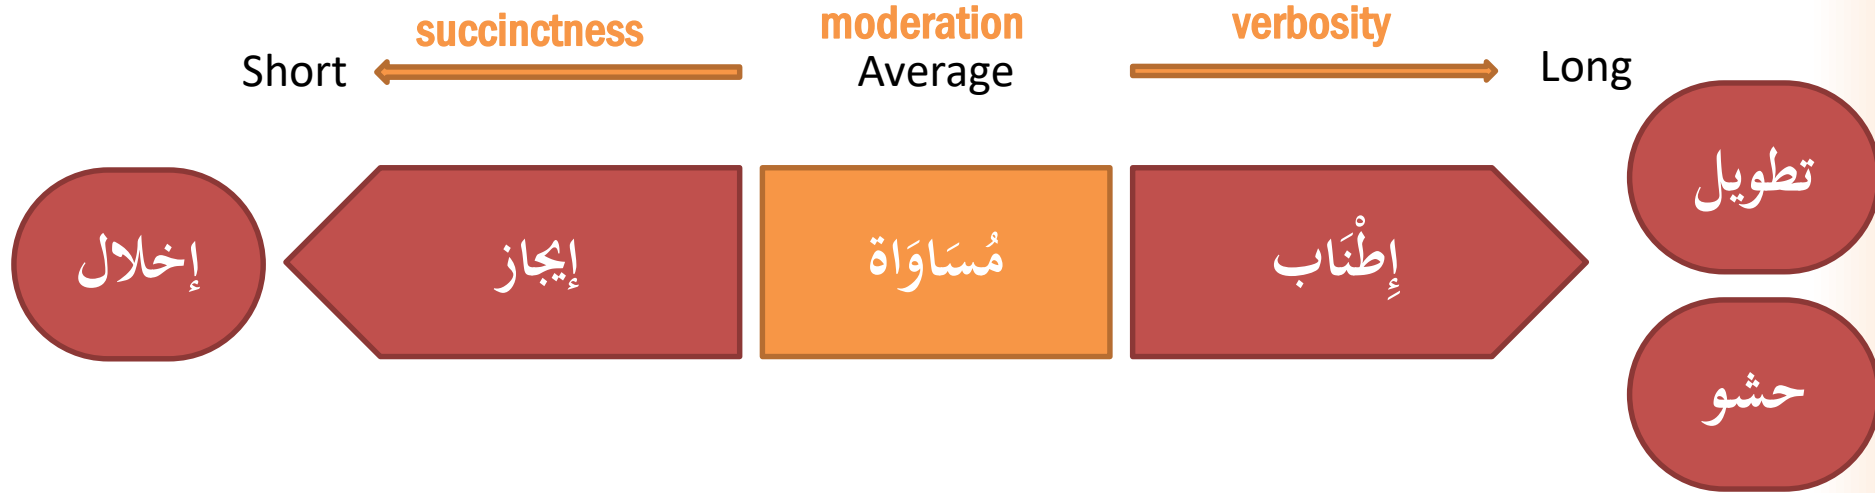 succinctness moderation verbosity
Short Average Long
تطويل
إخلال إيجاز مُسَاوَاة إِطْنَاب
حشو